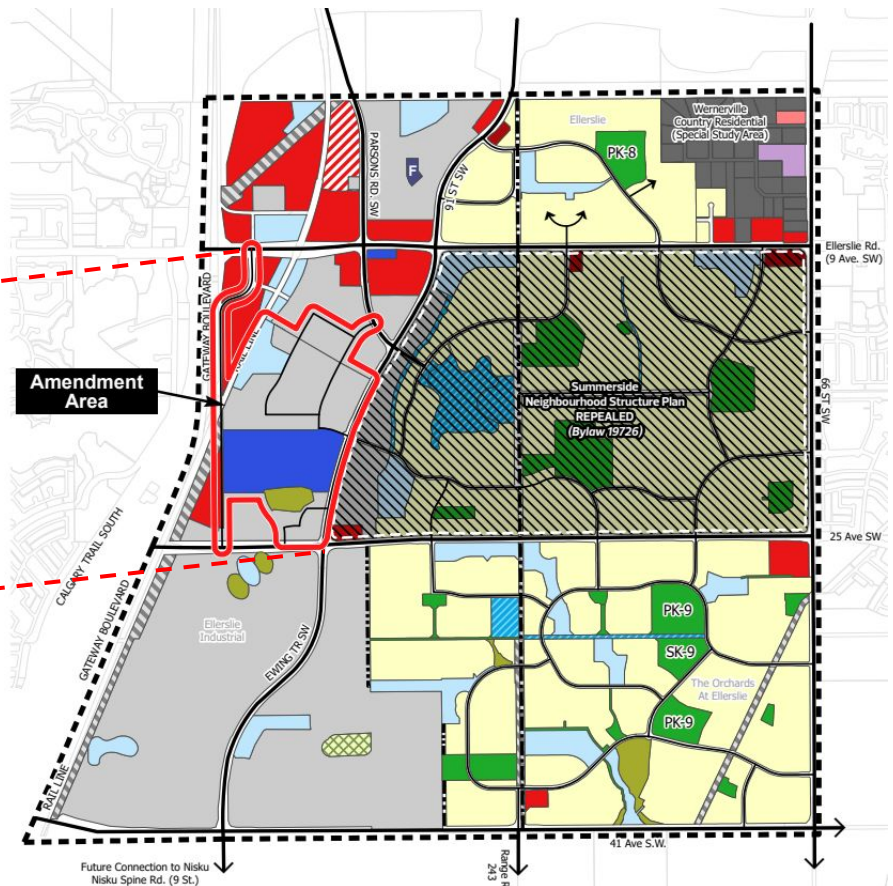 Ellerslie
Wernerville
Country Residential
(Special Study Area)
PARSONS RD. SW
PK-8
F
91 ST SW
Ellerslie Rd.
(9 Ave. SW)
GATEWAY BOULEVARD
RAIL LINE
Amendment
Area
Summerside
Neighbourhood Structure Plan
REPEALED
(Bylaw 19726)
66 ST SW
CALGARY TRAIL SOUTH
25 Ave SW
GATEWAY BOULEVARD
Ellerslie
Industrial
EWING TR SW
PK-9
SK-9
The Orchards
At Ellerslie
PK-9
RAIL LINE
41 Ave S.W.
Future Connection to Nisku
Nisku Spine Rd. (9 St.)
Range R
243